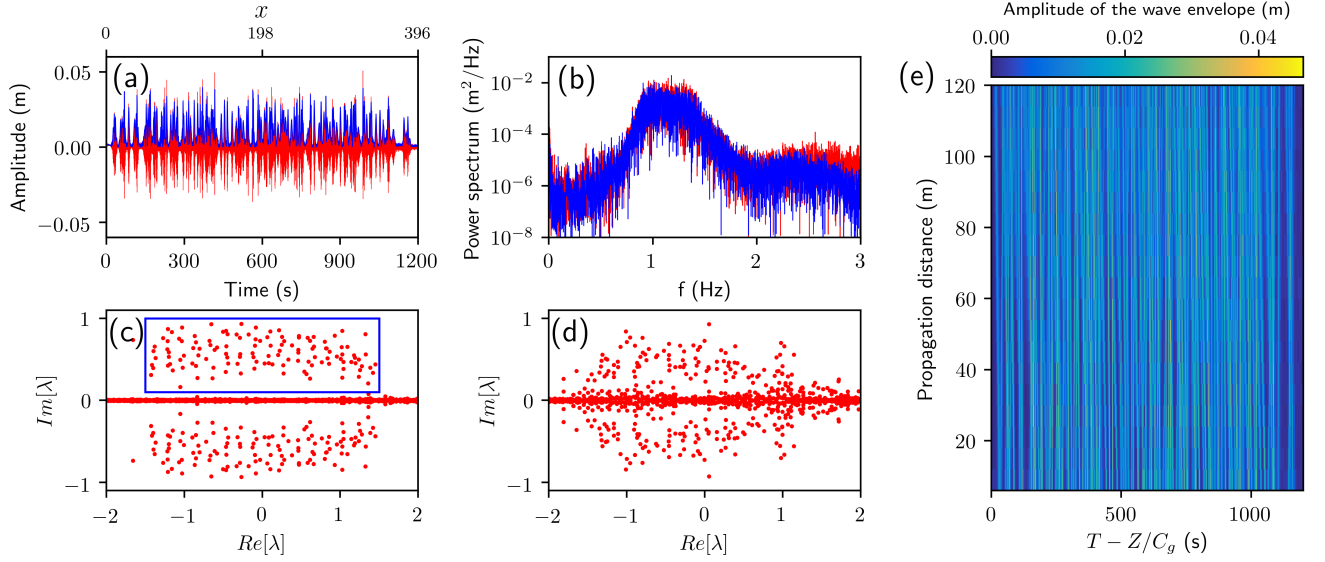 x
0 198 396
(a)
0.05
0.00
−0.05
Amplitude (m)
0 300 600 900 1200
Time (s)
(b)
10−2
10−4
10−6
10−8
Power spectrum (m2/Hz)
0 1 2 3
f (Hz)
(c)
1
0
−1
Im[λ]
−2 −1 0 1 2
Re[λ]
(d)
1
0
−1
Im[λ]
−2 −1 0 1 2
Re[λ]
Amplitude of the wave envelope (m)
0.00 0.02 0.04
(e)
120
100
80
60
40
20
Propagation distance (m)
0 500 1000
T − Z/Cg (s)